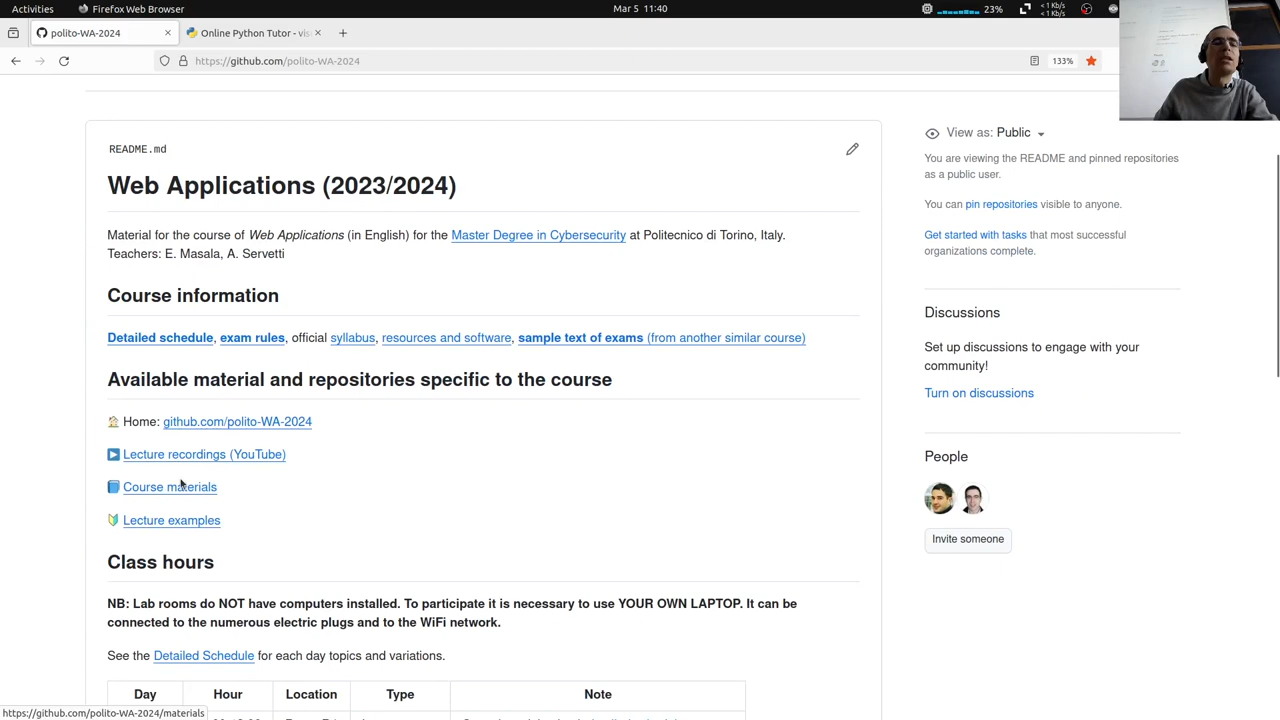 Activities
Firefox Web Browser
Mar 5 11:40
23%
< 1 Kb/s
< 1 Kb/s
polito-WA-2024
Online Python Tutor - vis
https://github.com/polito-WA-2024
133%
README.md
View as: Public
Web Applications (2023/2024)
You are viewing the README and pinned repositories
as a public user.
You can pin repositories visible to anyone.
Material for the course of Web Applications (in English) for the Master Degree in Cybersecurity at Politecnico di Torino, Italy.
Teachers: E. Masala, A. Servetti
Get started with tasks that most successful
organizations complete.
Course information
Discussions
Detailed schedule, exam rules, official syllabus, resources and software, sample text of exams (from another similar course)
Set up discussions to engage with your
community!
Available material and repositories specific to the course
Turn on discussions
Home: github.com/polito-WA-2024
Lecture recordings (YouTube)
People
Course materials
Lecture examples
Invite someone
Class hours
NB: Lab rooms do NOT have computers installed. To participate it is necessary to use YOUR OWN LAPTOP. It can be
connected to the numerous electric plugs and to the WiFi network.
See the Detailed Schedule for each day topics and variations.
Day Hour Location Type Note
https://github.com/polito-WA-2024/materials